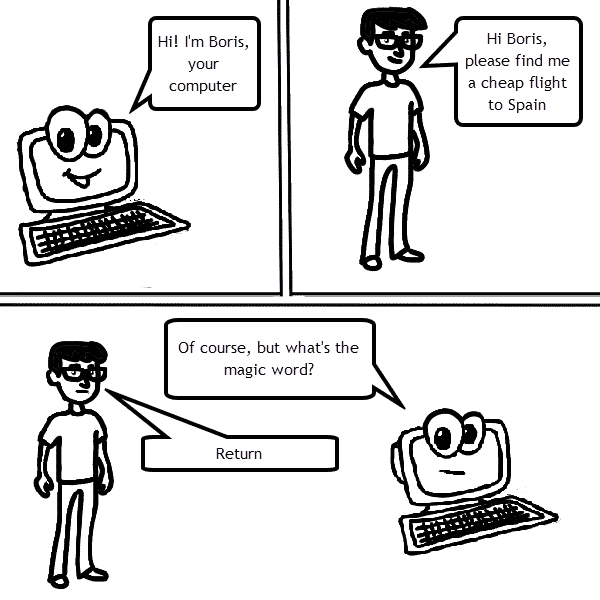 Hi! I'm Boris,
your
computer
Hi Boris,
please find me
a cheap flight
to Spain
Of course, but what's the
magic word?
Return